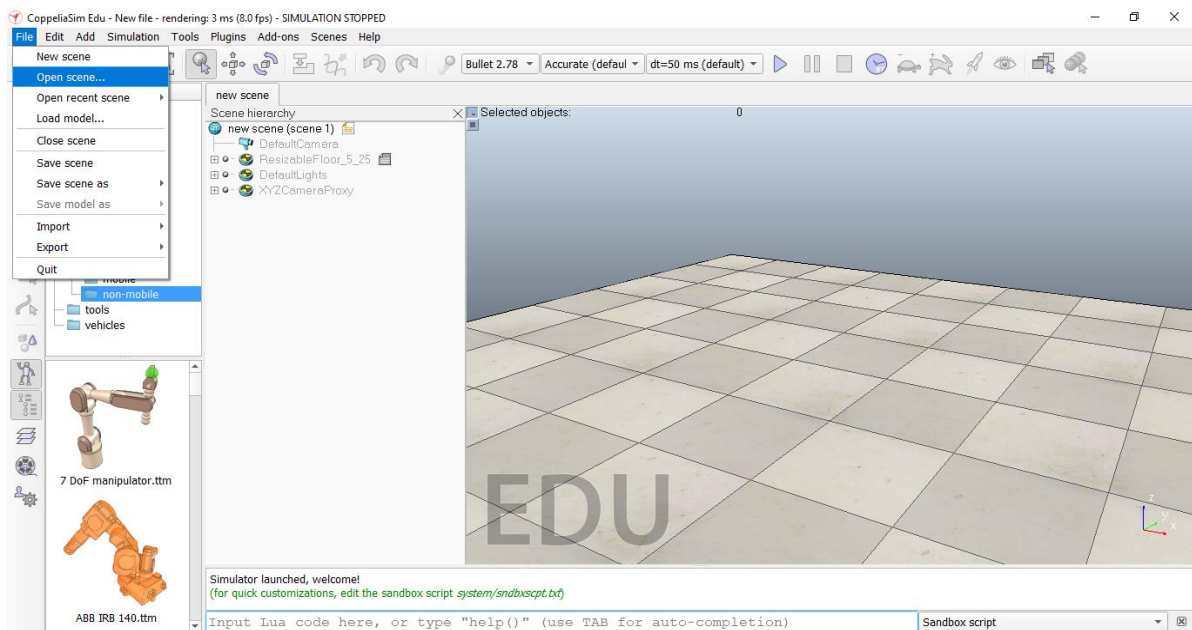 CoppeliaSim Edu - New file - rendering: 3 ms (8.0 fps) - SIMULATION STOPPED
File Edit Add Simulation Tools Plugins Add-ons Scenes Help
New scene
Open scene...
Open recent scene
Load model...
Close scene
Save scene
Save scene as
Save model as
Import
Export
Quit
Bullet 2.78
Accurate (defaul
dt=50 ms (default)
mobile
non-mobile
tools
vehicles
7 DoF manipulator.ttm
ABB IRB 140.ttm
new scene
Scene hierarchy
new scene (scene 1)
DefaultCamera
ResizableFloor_5_25
DefaultLights
XYZCameraProxy
Selected objects: 0
EDU
z
y
x
Simulator launched, welcome!
(for quick customizations, edit the sandbox script system/sndbxscpt.txt)
Input Lua code here, or type "help()" (use TAB for auto-completion)
Sandbox script